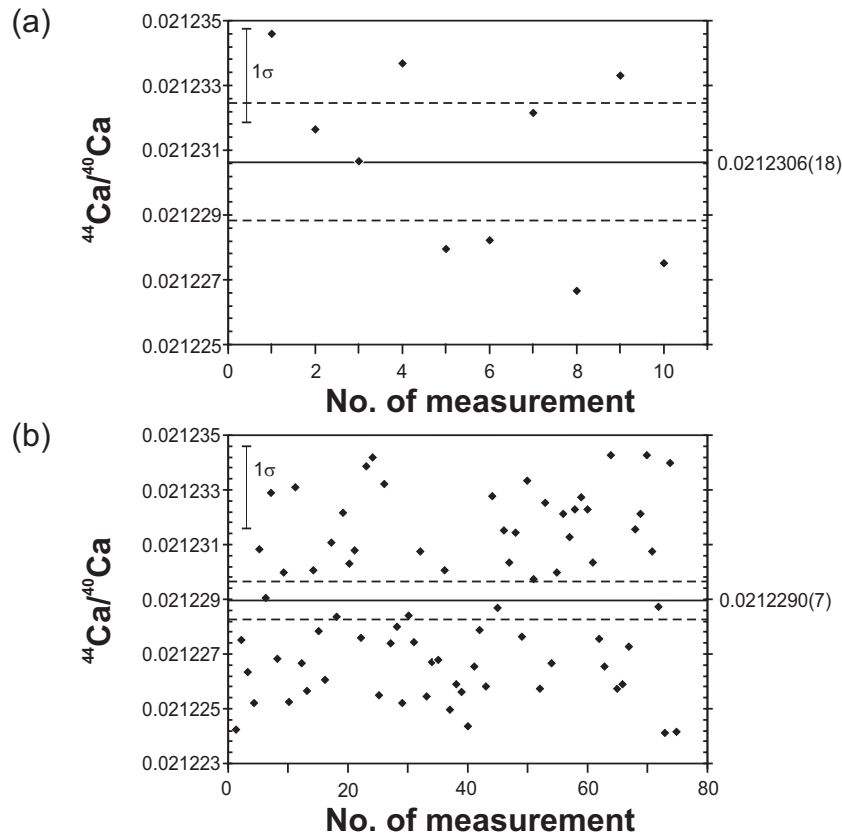 (a)
0.021235
0.021233
0.021231
0.021229
0.021227
0.021225
⁴⁴Ca/⁴⁰Ca
1σ
0.0212306(18)
0 2 4 6 8 10
No. of measurement
(b)
0.021235
0.021233
0.021231
0.021229
0.021227
0.021225
0.021223
⁴⁴Ca/⁴⁰Ca
1σ
0.0212290(7)
0 20 40 60 80
No. of measurement